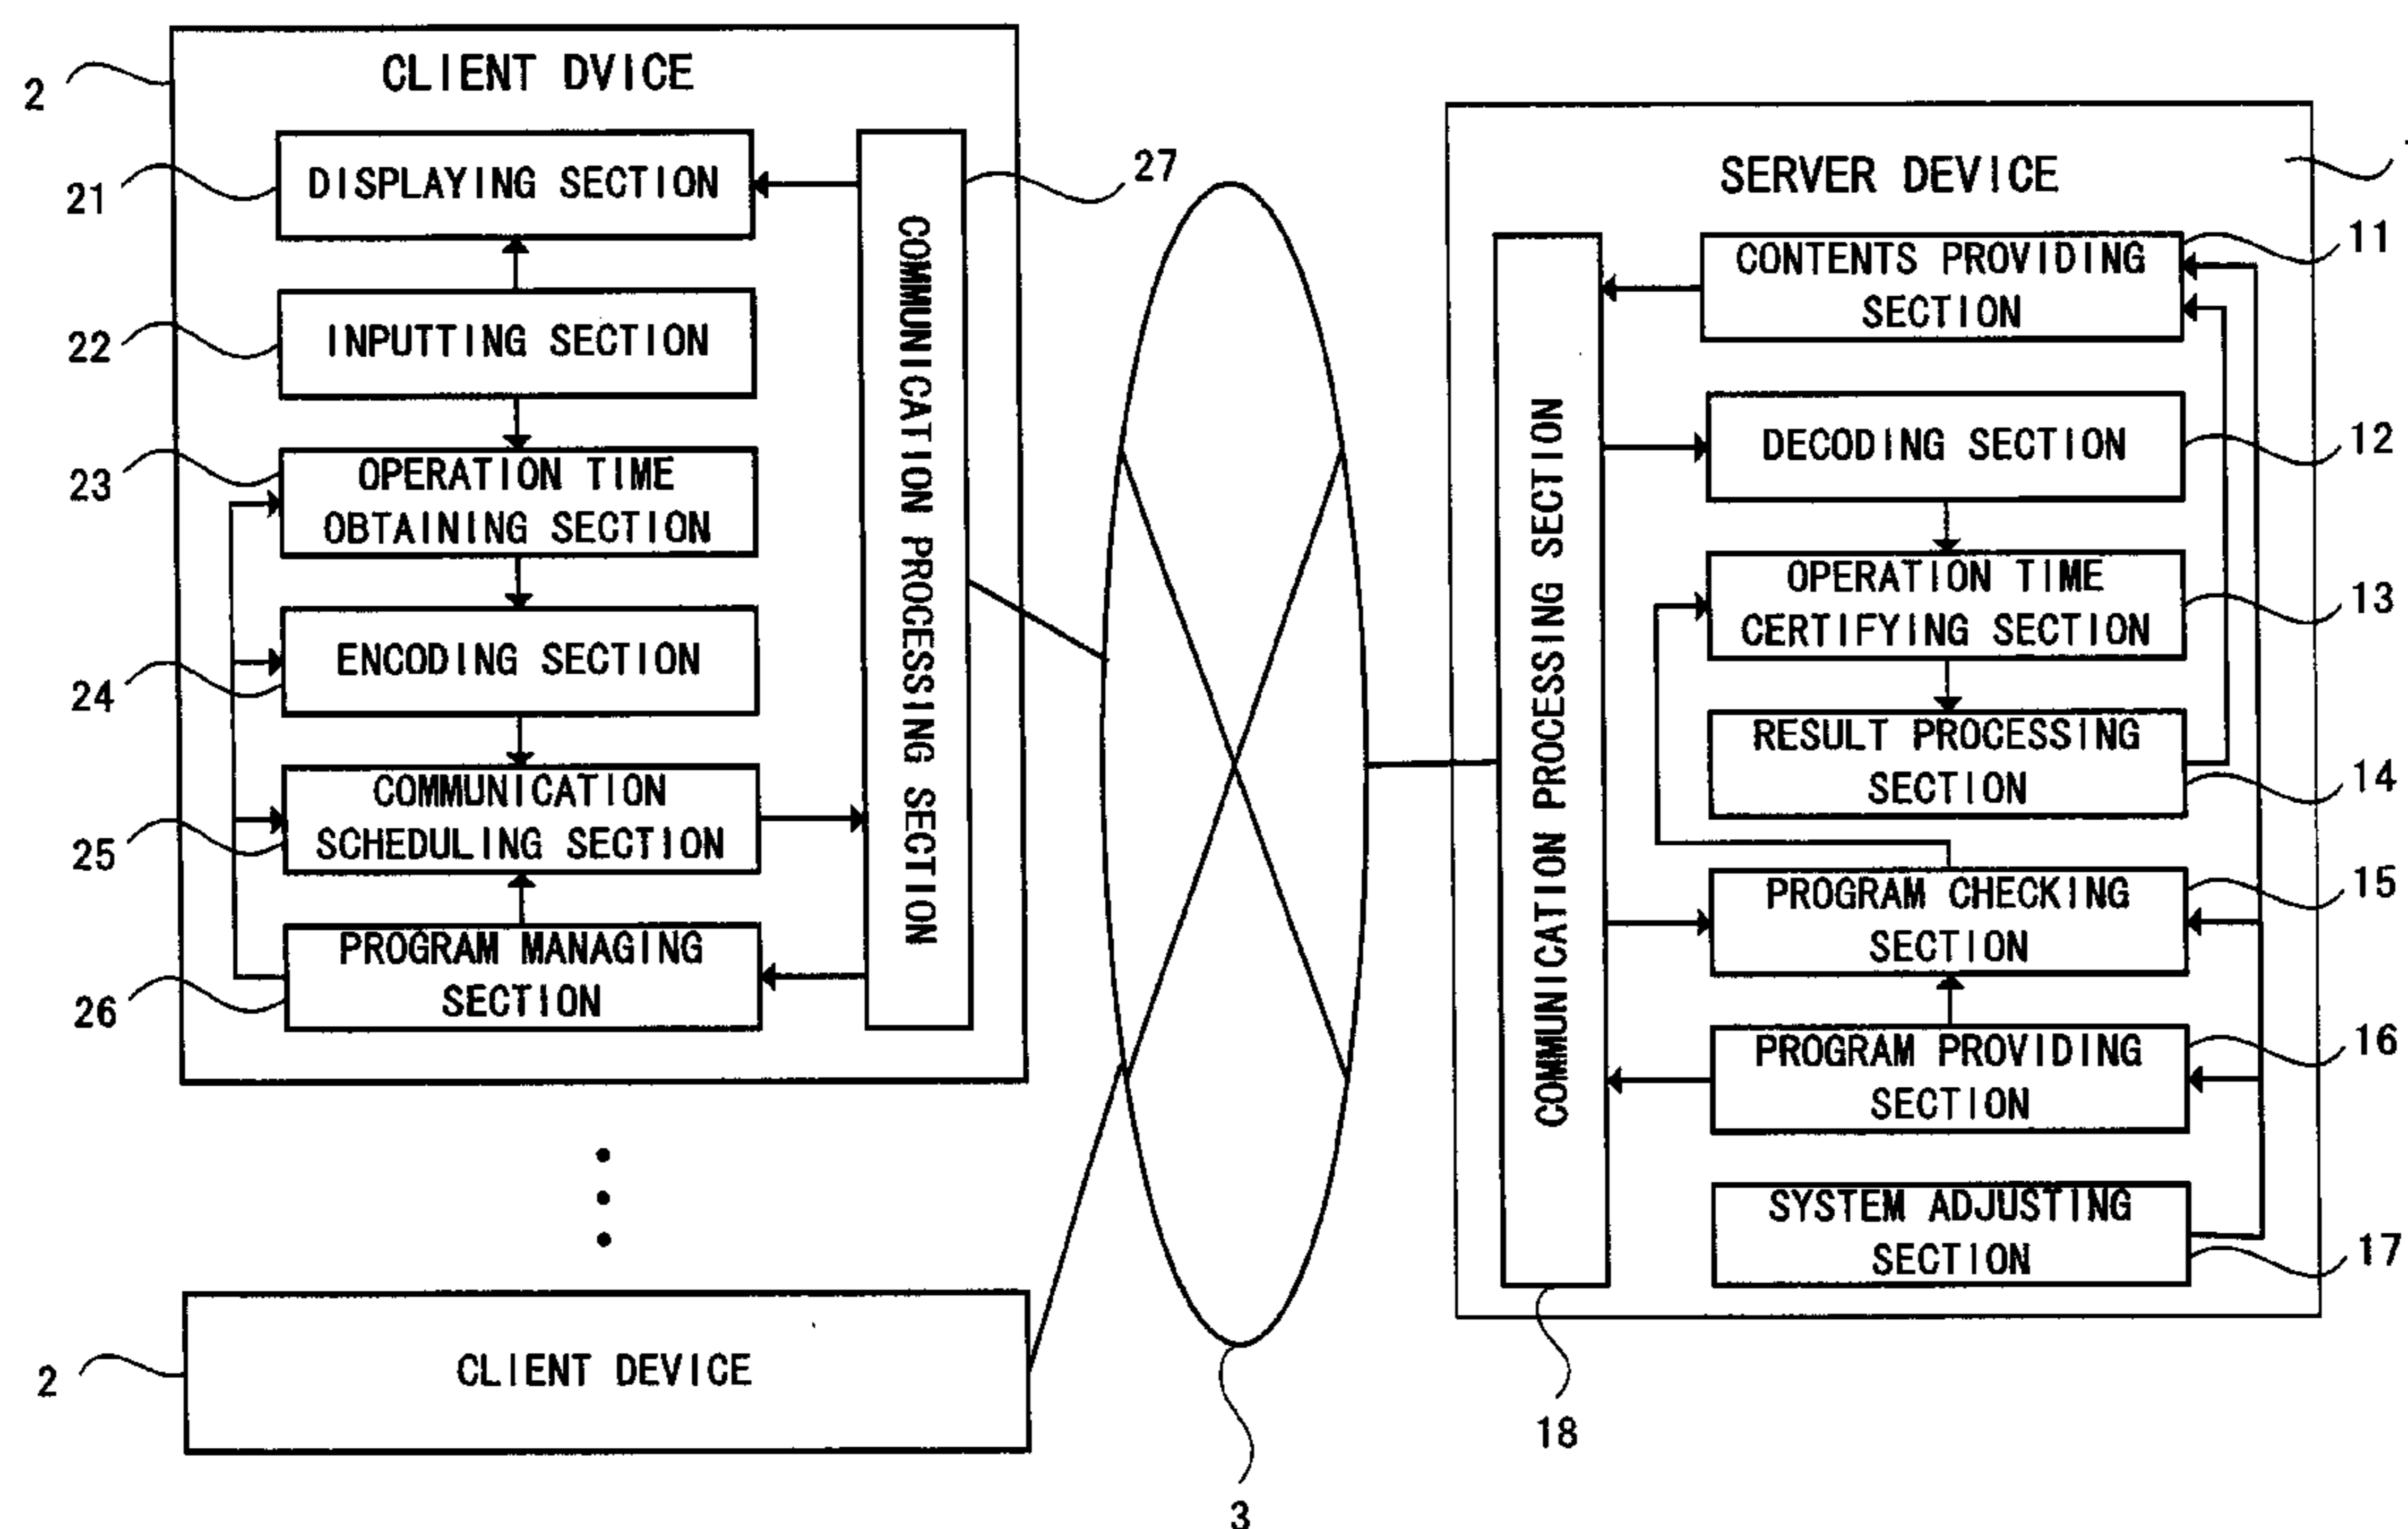 2
CLIENT DVICE
21
DISPLAYING SECTION
22
INPUTTING SECTION
23
OPERATION TIME
OBTAINING SECTION
24
ENCODING SECTION
25
COMMUNICATION
SCHEDULING SECTION
26
PROGRAM MANAGING
SECTION
COMMUNICATION PROCESSING SECTION
27
2
CLIENT DEVICE
3
SERVER DEVICE
COMMUNICATION PROCESSING SECTION
18
CONTENTS PROVIDING
SECTION
11
DECODING SECTION
12
OPERATION TIME
CERTIFYING SECTION
13
RESULT PROCESSING
SECTION
14
PROGRAM CHECKING
SECTION
15
PROGRAM PROVIDING
SECTION
16
SYSTEM ADJUSTING
SECTION
17